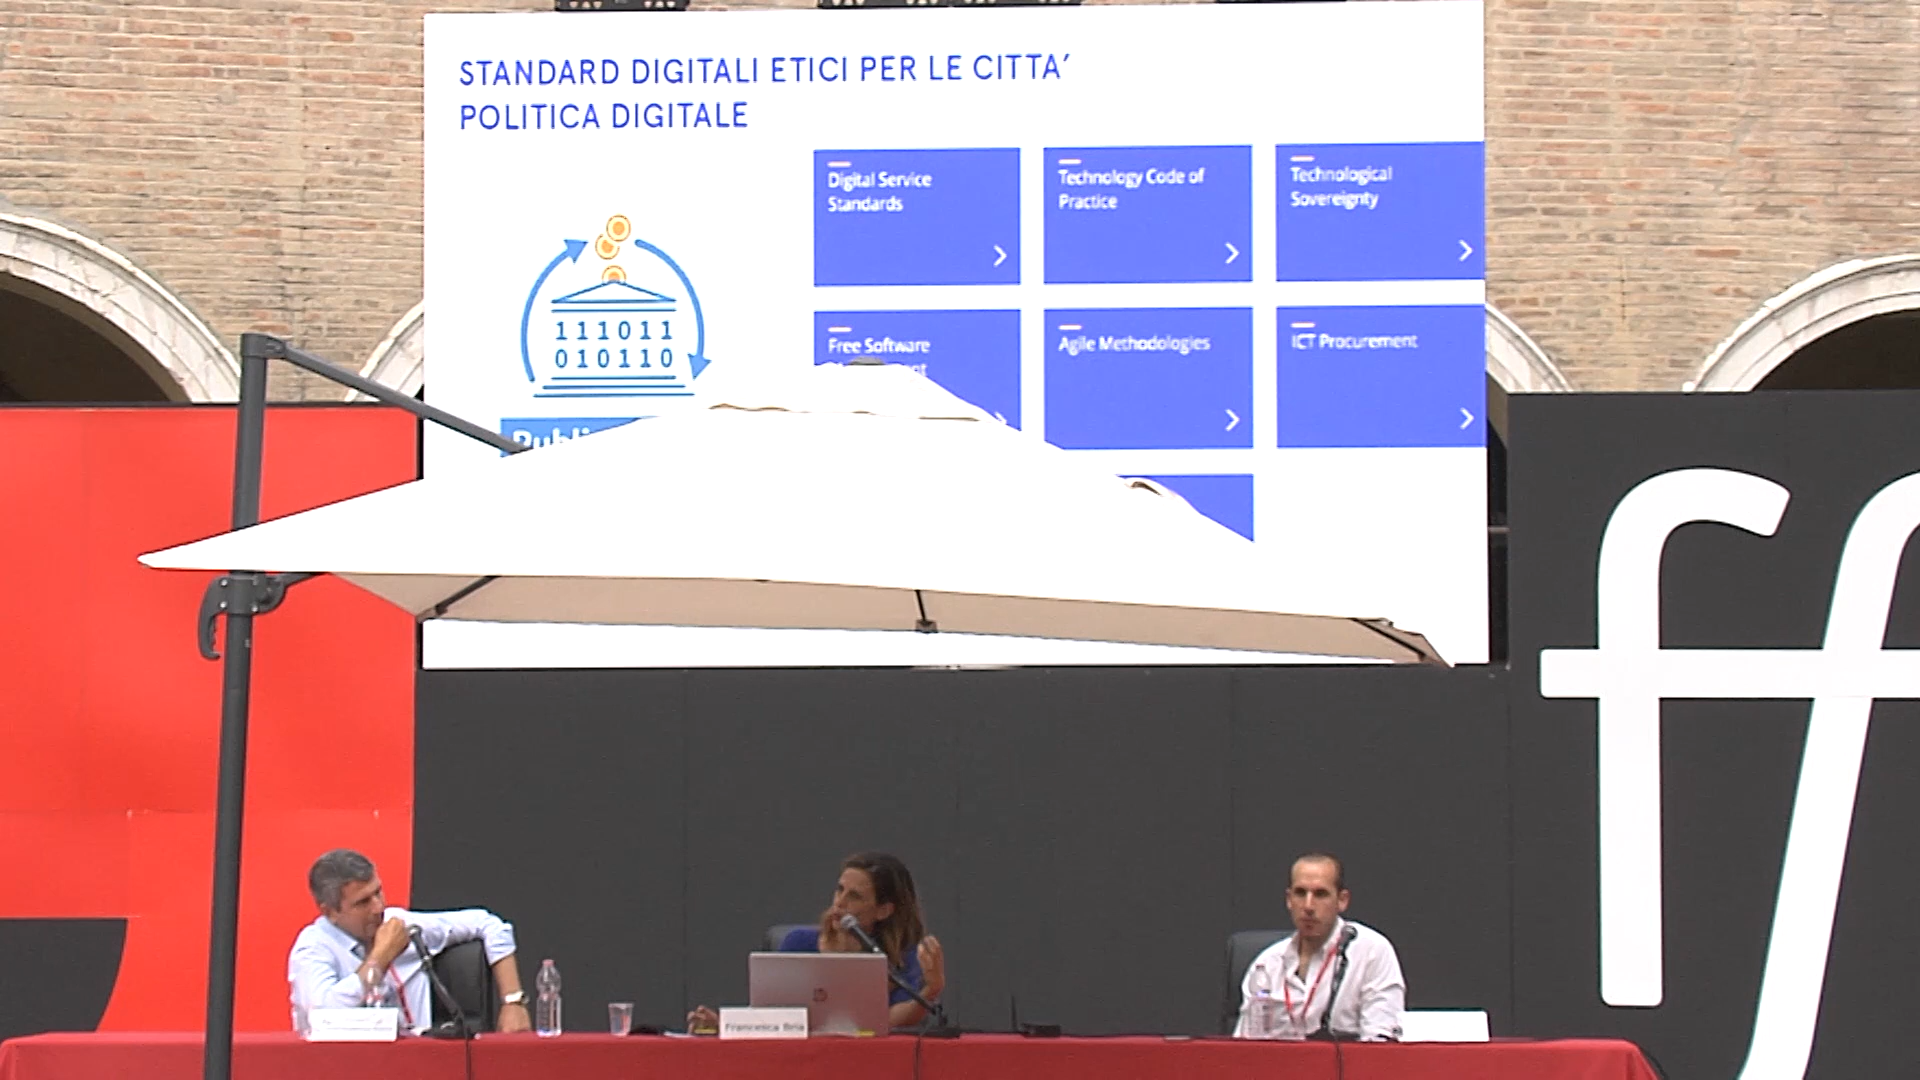 STANDARD DIGITALI ETICI PER LE CITTA'
POLITICA DIGITALE
Digital Service
Standards
Technology Code of
Practice
Technological
Sovereignty
111011
010110
Free Software
Agile Methodologies
ICT Procurement
Francesca Bria
ff